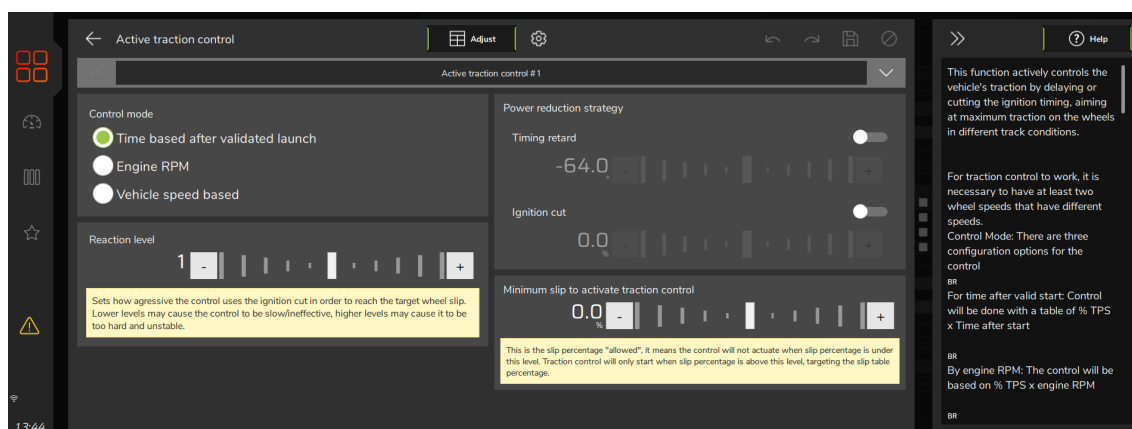 Active traction control
Adjust
Help
Active traction control #1
Control mode
Time based after validated launch
Engine RPM
Vehicle speed based
Reaction level
1
-
+
Sets how agressive the control uses the ignition cut in order to reach the target wheel slip.
Lower levels may cause the control to be slow/ineffective, higher levels may cause it to be
too hard and unstable.
Power reduction strategy
Timing retard
-64.0
°
-
+
Ignition cut
0.0
%
-
+
Minimum slip to activate traction control
0.0
%
-
+
This is the slip percentage "allowed", it means the control will not actuate when slip percentage is under
this level. Traction control will only start when slip percentage is above this level, targeting the slip table
percentage.
This function actively controls the
vehicle's traction by delaying or
cutting the ignition timing, aiming
at maximum traction on the wheels
in different track conditions.
For traction control to work, it is
necessary to have at least two
wheel speeds that have different
speeds.
Control Mode: There are three
configuration options for the
control
BR
For time after valid start: Control
will be done with a table of % TPS
x Time after start
BR
By engine RPM: The control will be
based on % TPS x engine RPM
BR
13:44